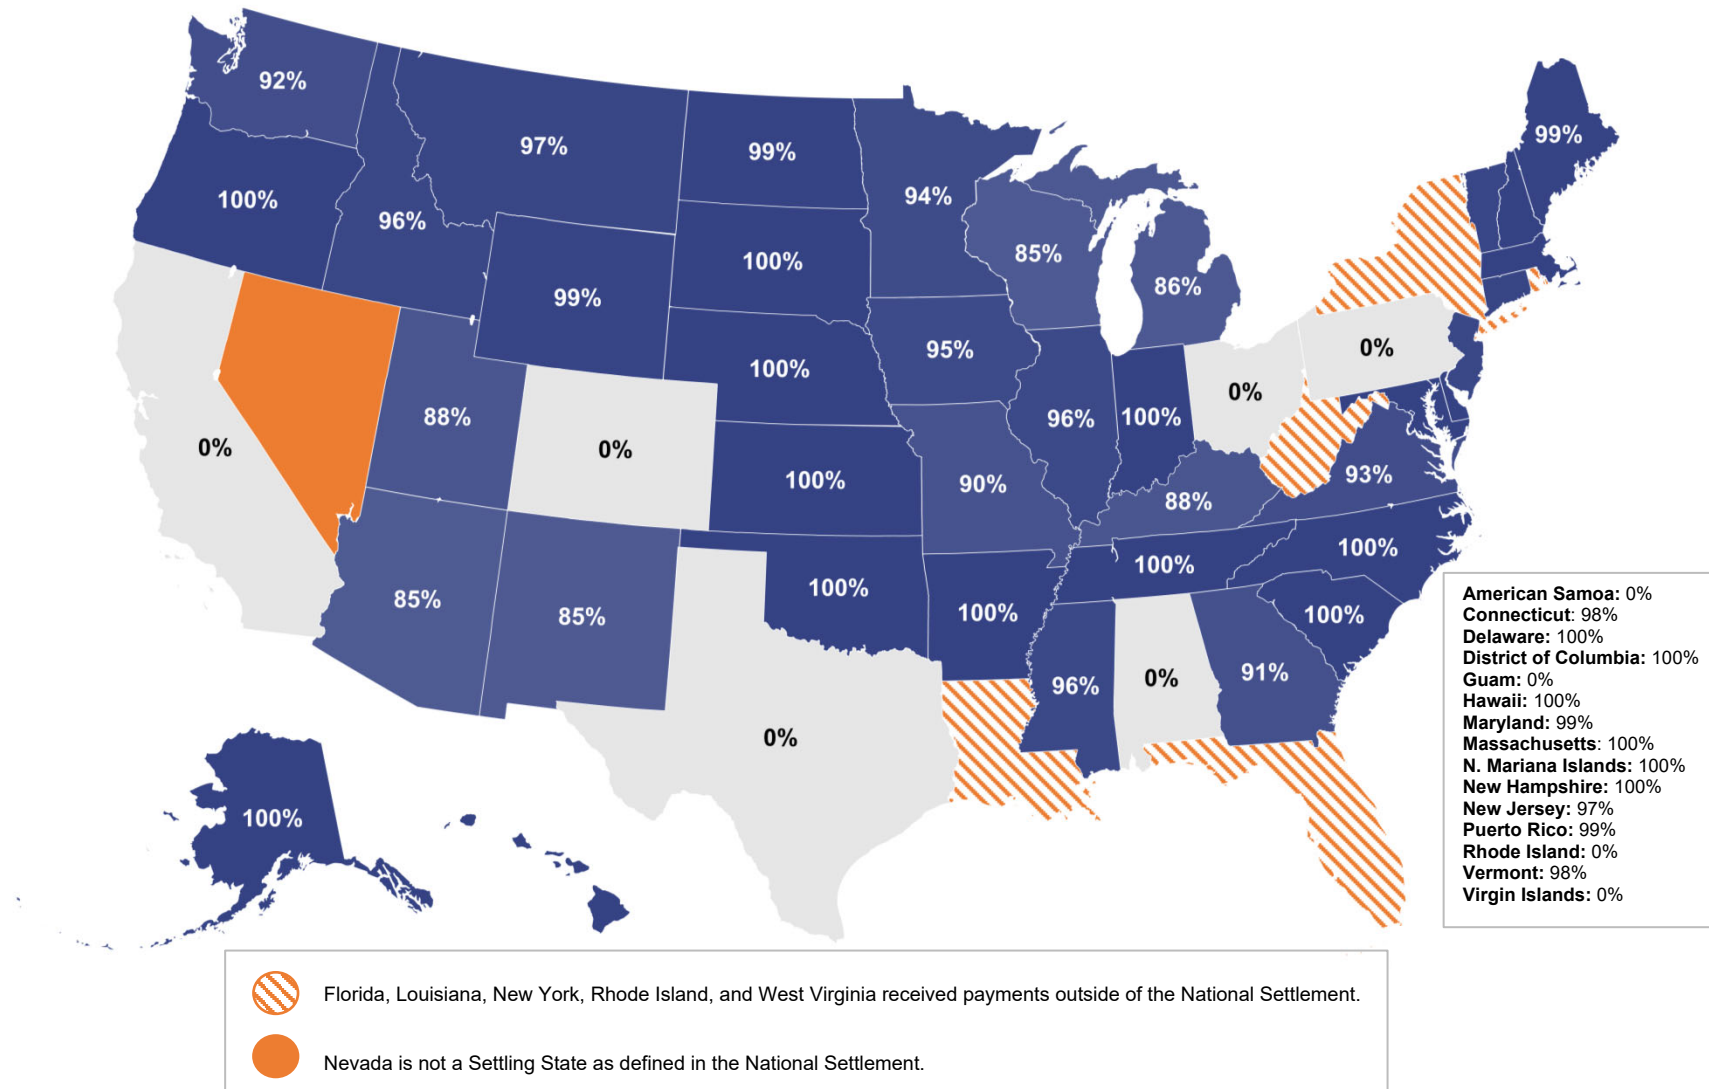 92%
97%
99%
99%
100%
96%
94%
100%
85%
86%
99%
95%
0%
100%
88%
0%
96%
100%
0%
0%
100%
90%
88%
93%
85%
85%
100%
100%
100%
100%
100%
96%
0%
91%
0%
100%
American Samoa: 0%
Connecticut: 98%
Delaware: 100%
District of Columbia: 100%
Guam: 0%
Hawaii: 100%
Maryland: 99%
Massachusetts: 100%
N. Mariana Islands: 100%
New Hampshire: 100%
New Jersey: 97%
Puerto Rico: 99%
Rhode Island: 0%
Vermont: 98%
Virgin Islands: 0%
Florida, Louisiana, New York, Rhode Island, and West Virginia received payments outside of the National Settlement.
Nevada is not a Settling State as defined in the National Settlement.